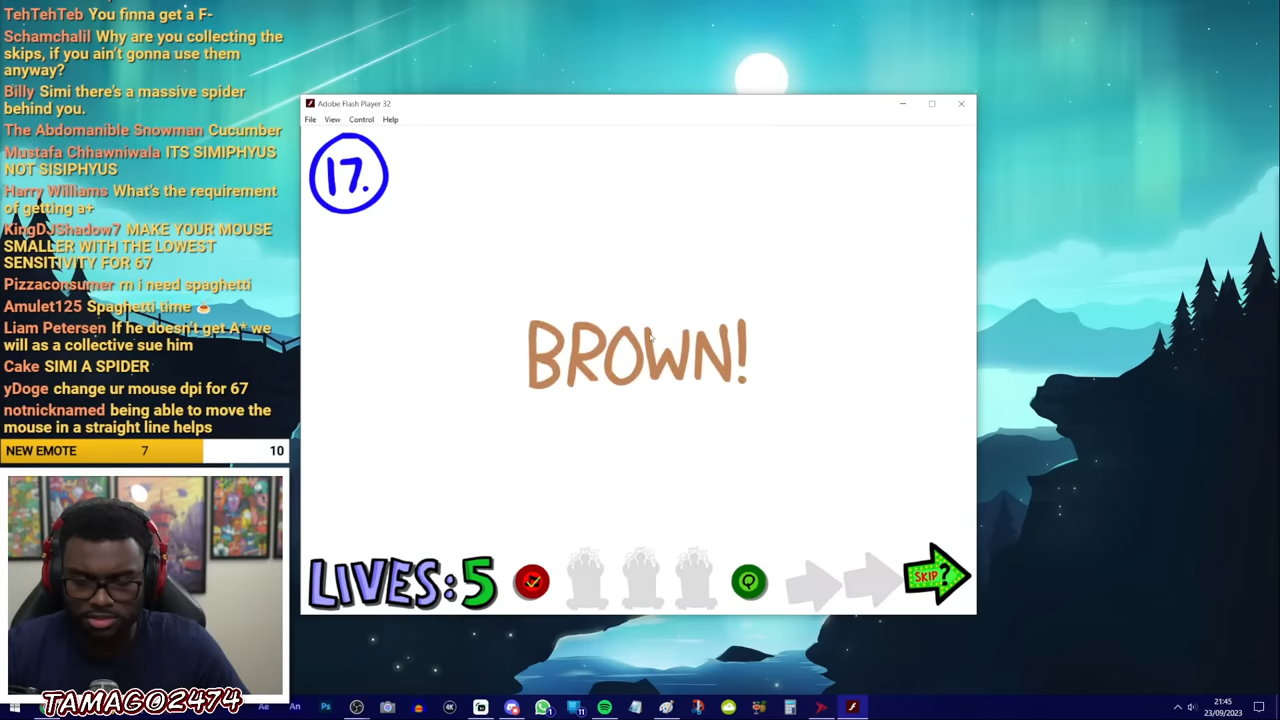 TehTehTeb You finna get a F-
Schamchalil Why are you collecting the
skips, if you ain't gonna use them
anyway?
Billy Simi there's a massive spider
behind you.
The Abdomanible Snowman Cucumber
Mustafa Chhawniwala ITS SIMIPHYUS
NOT SISIPHYUS
Harry Williams What's the requirement
of getting a+
KingDJShadow7 MAKE YOUR MOUSE
SMALLER WITH THE LOWEST
SENSITIVITY FOR 67
Pizzaconsumer rn i need spaghetti
Amulet125 Spaghetti time
Liam Petersen If he doesn't get A* we
will as a collective sue him
Cake SIMI A SPIDER
yDoge change ur mouse dpi for 67
notnicknamed being able to move the
mouse in a straight line helps
NEW EMOTE 7 10
TAMAGO2474
Adobe Flash Player 32
File View Control Help
17.
BROWN!
LIVES:5
SKIP?
Ae An Ps 4K 11
21:45
23/09/2023